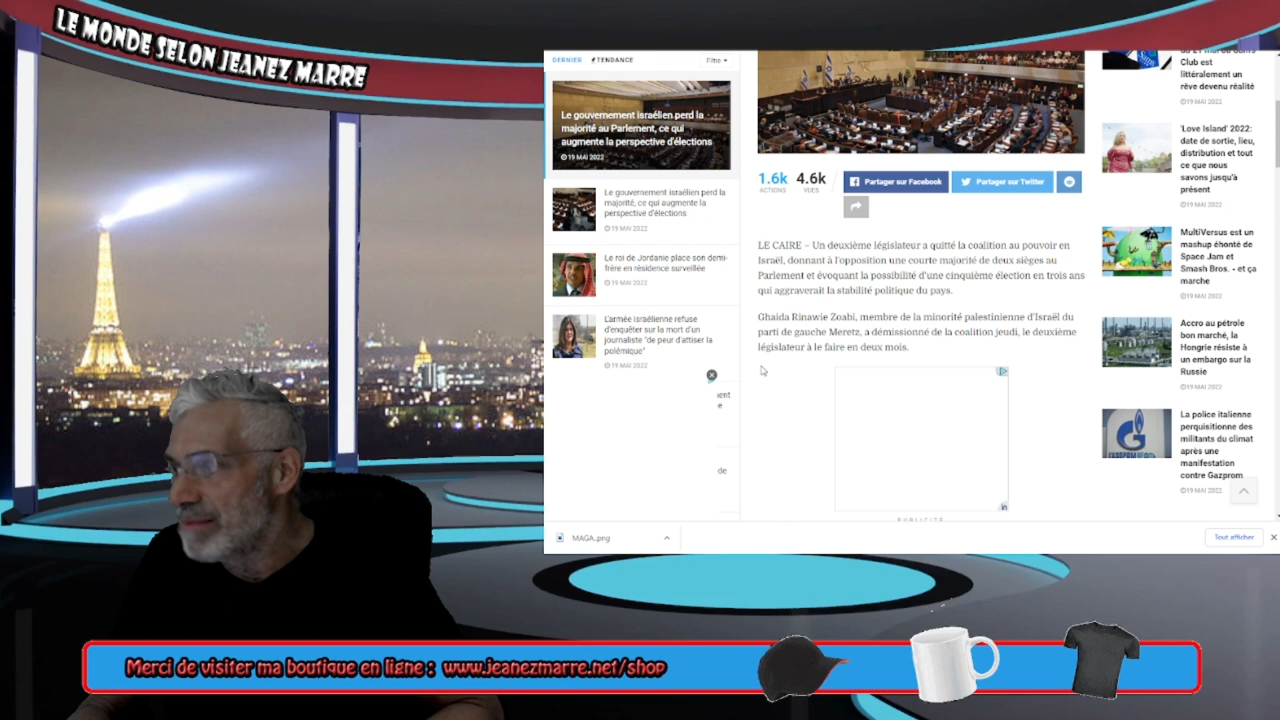 LE MONDE SELON JEANEZ MARRE
DERNIER
TENDANCE
Filtre
Le gouvernement israélien perd la
majorité au Parlement, ce qui
augmente la perspective d'élections
19 MAI 2022
Le gouvernement israélien perd la
majorité, ce qui augmente la
perspective d'élections
19 MAI 2022
Le roi de Jordanie place son demi-
frère en résidence surveillée
19 MAI 2022
L'armée israélienne refuse
d'enquêter sur la mort d'un
journaliste "de peur d'attiser la
polémique"
19 MAI 2022
de
1.6k
ACTIONS
4.6k
VUES
Partager sur Facebook
Partager sur Twitter
LE CAIRE – Un deuxième législateur a quitté la coalition au pouvoir en
Israël, donnant à l'opposition une courte majorité de deux sièges au
Parlement et évoquant la possibilité d'une cinquième élection en trois ans
qui aggraverait la stabilité politique du pays.
Ghaida Rinawie Zoabi, membre de la minorité palestinienne d'Israël du
parti de gauche Meretz, a démissionné de la coalition jeudi, le deuxième
législateur à le faire en deux mois.
PUBLICITÉ
Club est
littéralement un
rêve devenu réalité
19 MAI 2022
'Love Island' 2022:
date de sortie, lieu,
distribution et tout
ce que nous
savons jusqu'à
présent
19 MAI 2022
MultiVersus est un
mashup éhonté de
Space Jam et
Smash Bros. - et ça
marche
19 MAI 2022
Accro au pétrole
bon marché, la
Hongrie résiste à
un embargo sur la
Russie
19 MAI 2022
La police italienne
perquisitionne des
militants du climat
après une
manifestation
contre Gazprom
19 MAI 2022
MAGA.png
Tout afficher
Merci de visiter ma boutique en ligne : www.jeanezmarre.net/shop